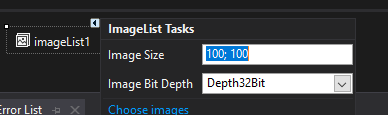 ImageList Tasks
imageList1
Image Size 100; 100
Image Bit Depth Depth32Bit
Error List
Choose images